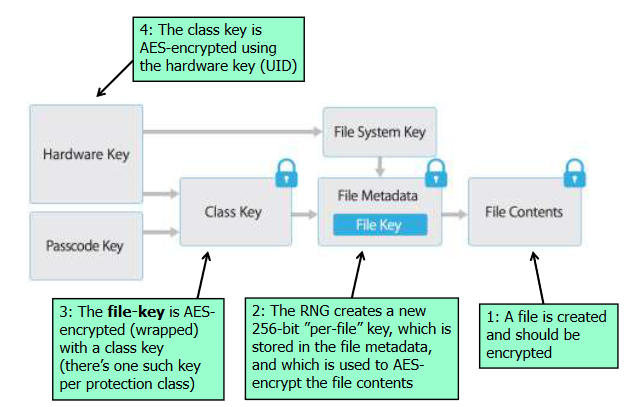 4: The class key is
AES-encrypted using
the hardware key (UID)
Hardware Key
File System Key
Class Key
File Metadata
File Key
File Contents
Passcode Key
3: The file-key is AES-
encrypted (wrapped)
with a class key
(there's one such key
per protection class)
2: The RNG creates a new
256-bit ”per-file” key, which is
stored in the file metadata,
and which is used to AES-
encrypt the file contents
1: A file is created
and should be
encrypted